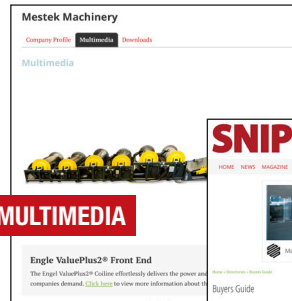 Mestek Machinery
Company Profile Multimedia Downloads
Multimedia
SNIP
HOME NEWS MAGAZINE
MULTIMEDIA
Engle ValuePlus2® Front End
The Engel ValuePlus2® Coiline effortlessly delivers the power and
companies demand. Click here to view more information about th
Buyers Guide